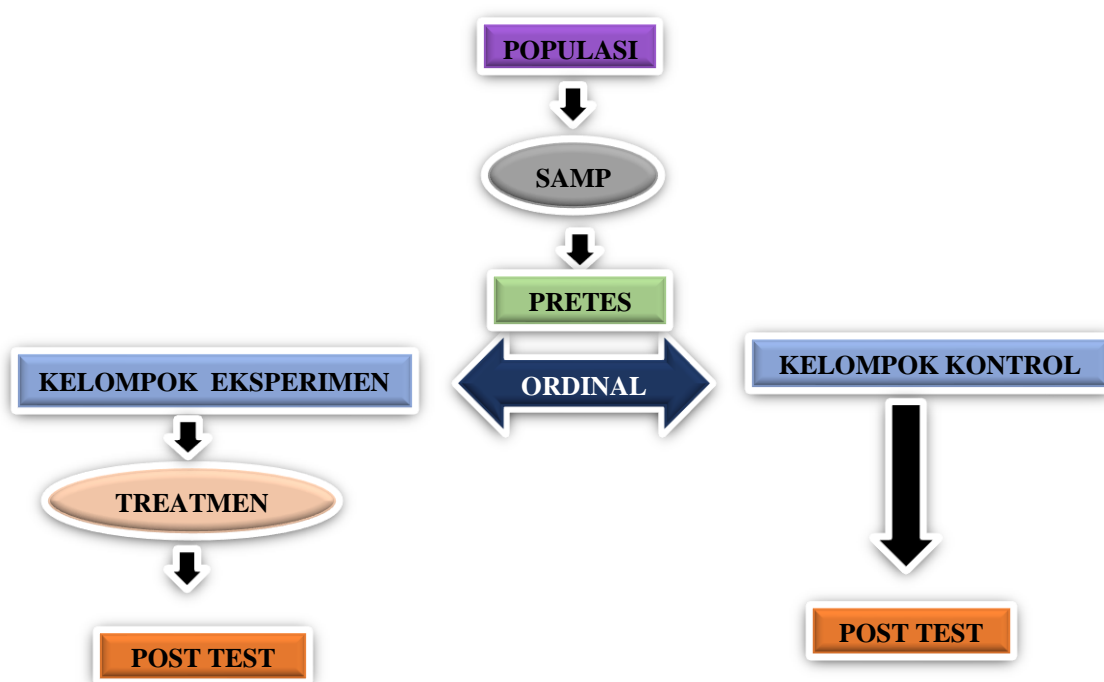 POPULASI
SAMP
PRETES
KELOMPOK EKSPERIMEN
ORDINAL
KELOMPOK KONTROL
TREATMEN
POST TEST
POST TEST